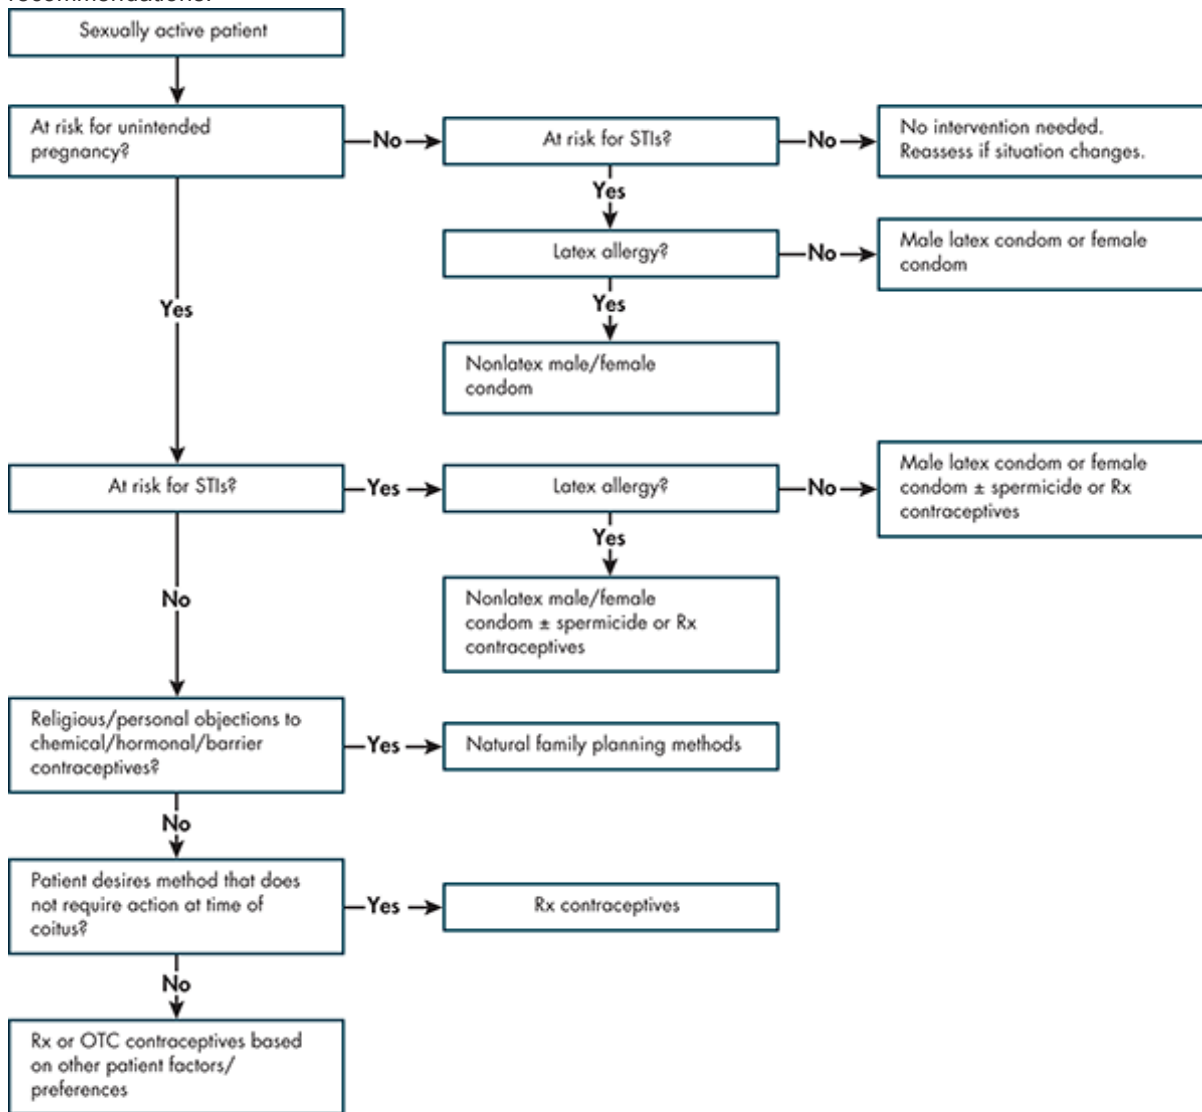 recommendations.
Sexually active patient
At risk for unintended
pregnancy?
No
At risk for STIs?
No
No intervention needed.
Reassess if situation changes.
Yes
Latex allergy?
No
Male latex condom or female
condom
Yes
Yes
Nonlatex male/female
condom
At risk for STIs?
Yes
Latex allergy?
No
Male latex condom or female
condom ± spermicide or Rx
contraceptives
Yes
No
Nonlatex male/female
condom ± spermicide or Rx
contraceptives
Religious/personal objections to
chemical/hormonal/barrier
contraceptives?
Yes
Natural family planning methods
No
Patient desires method that does
not require action at time of
coitus?
Yes
Rx contraceptives
No
Rx or OTC contraceptives based
on other patient factors/
preferences